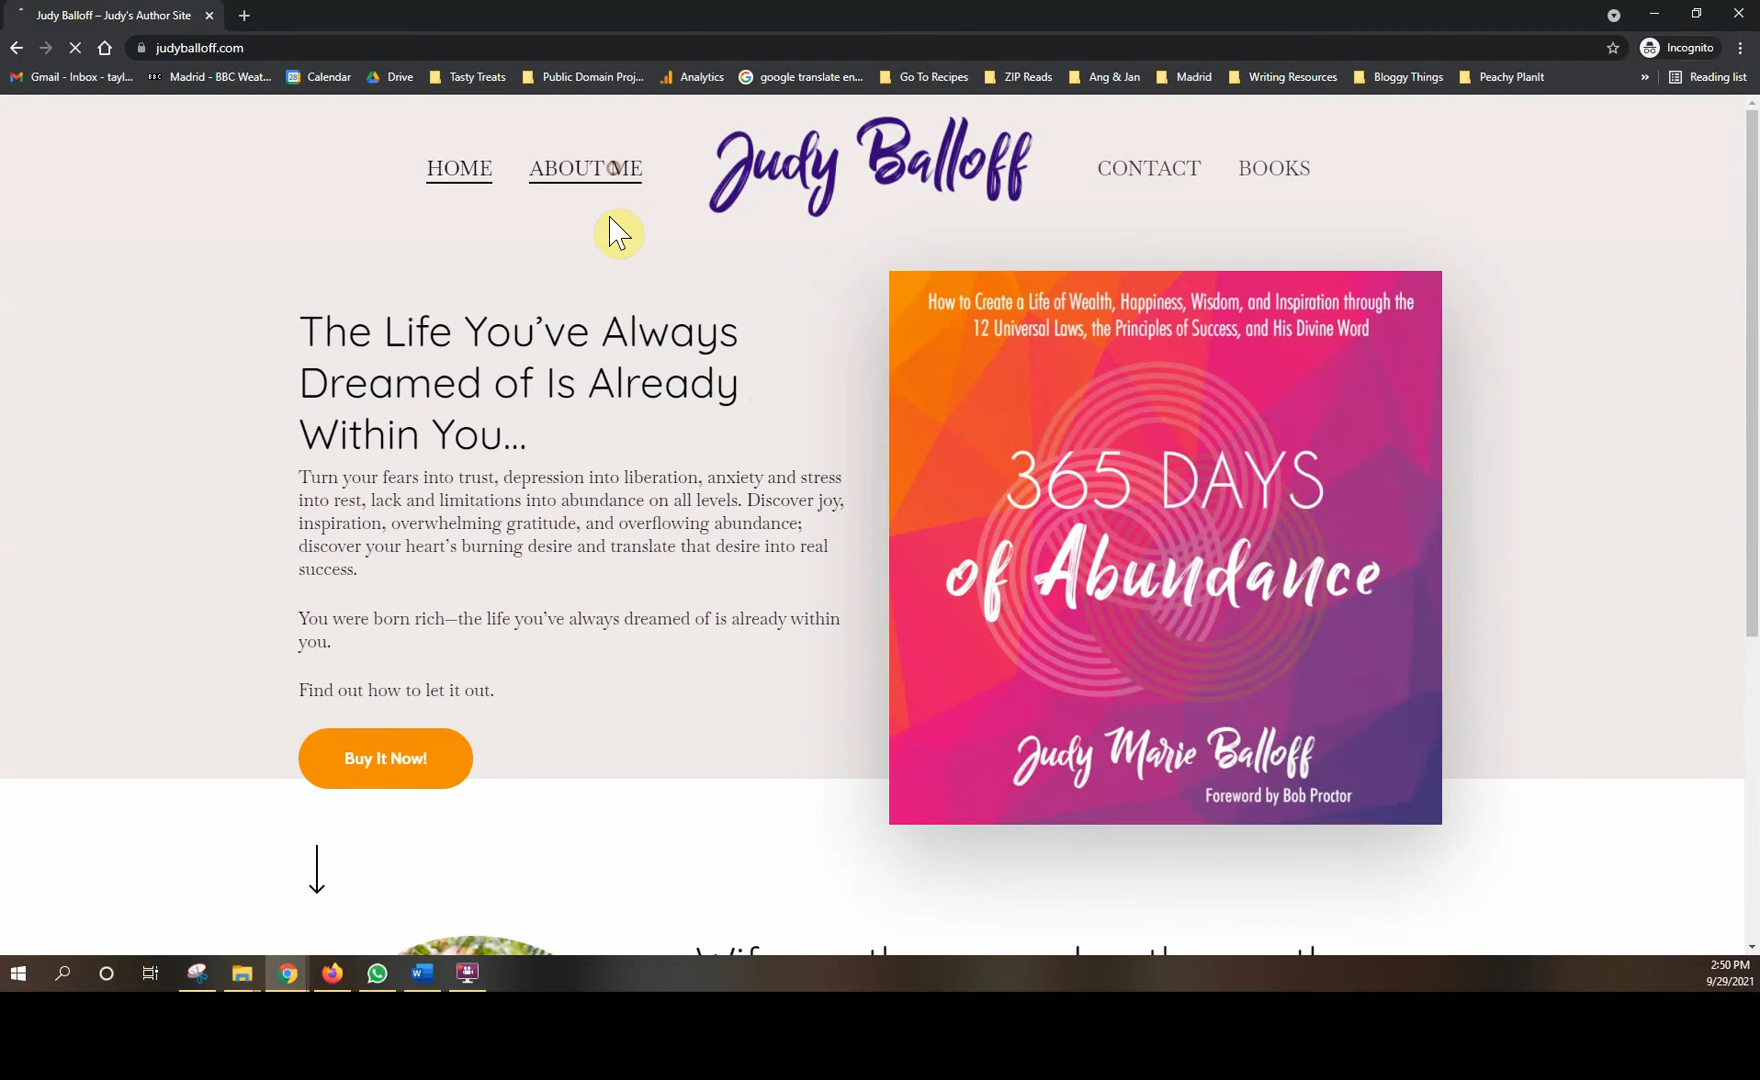 Judy Balloff – Judy's Author Site
judyballoff.com
Incognito
Gmail - Inbox - tayl...
BBC Madrid - BBC Weat...
28 Calendar
Drive
Tasty Treats
Public Domain Proj...
Analytics
google translate en...
Go To Recipes
ZIP Reads
Ang & Jan
Madrid
Writing Resources
Bloggy Things
Peachy PlanIt
»
Reading list
HOME
ABOUT ME
Judy Balloff
CONTACT
BOOKS
The Life You've Always
Dreamed of Is Already
Within You...
Turn your fears into trust, depression into liberation, anxiety and stress
into rest, lack and limitations into abundance on all levels. Discover joy,
inspiration, overwhelming gratitude, and overflowing abundance;
discover your heart's burning desire and translate that desire into real
success.
You were born rich—the life you've always dreamed of is already within
you.
Find out how to let it out.
Buy It Now!
How to Create a Life of Wealth, Happiness, Wisdom, and Inspiration through the
12 Universal Laws, the Principles of Success, and His Divine Word
365 DAYS
of Abundance
Judy Marie Balloff
Foreword by Bob Proctor
2:50 PM
9/29/2021